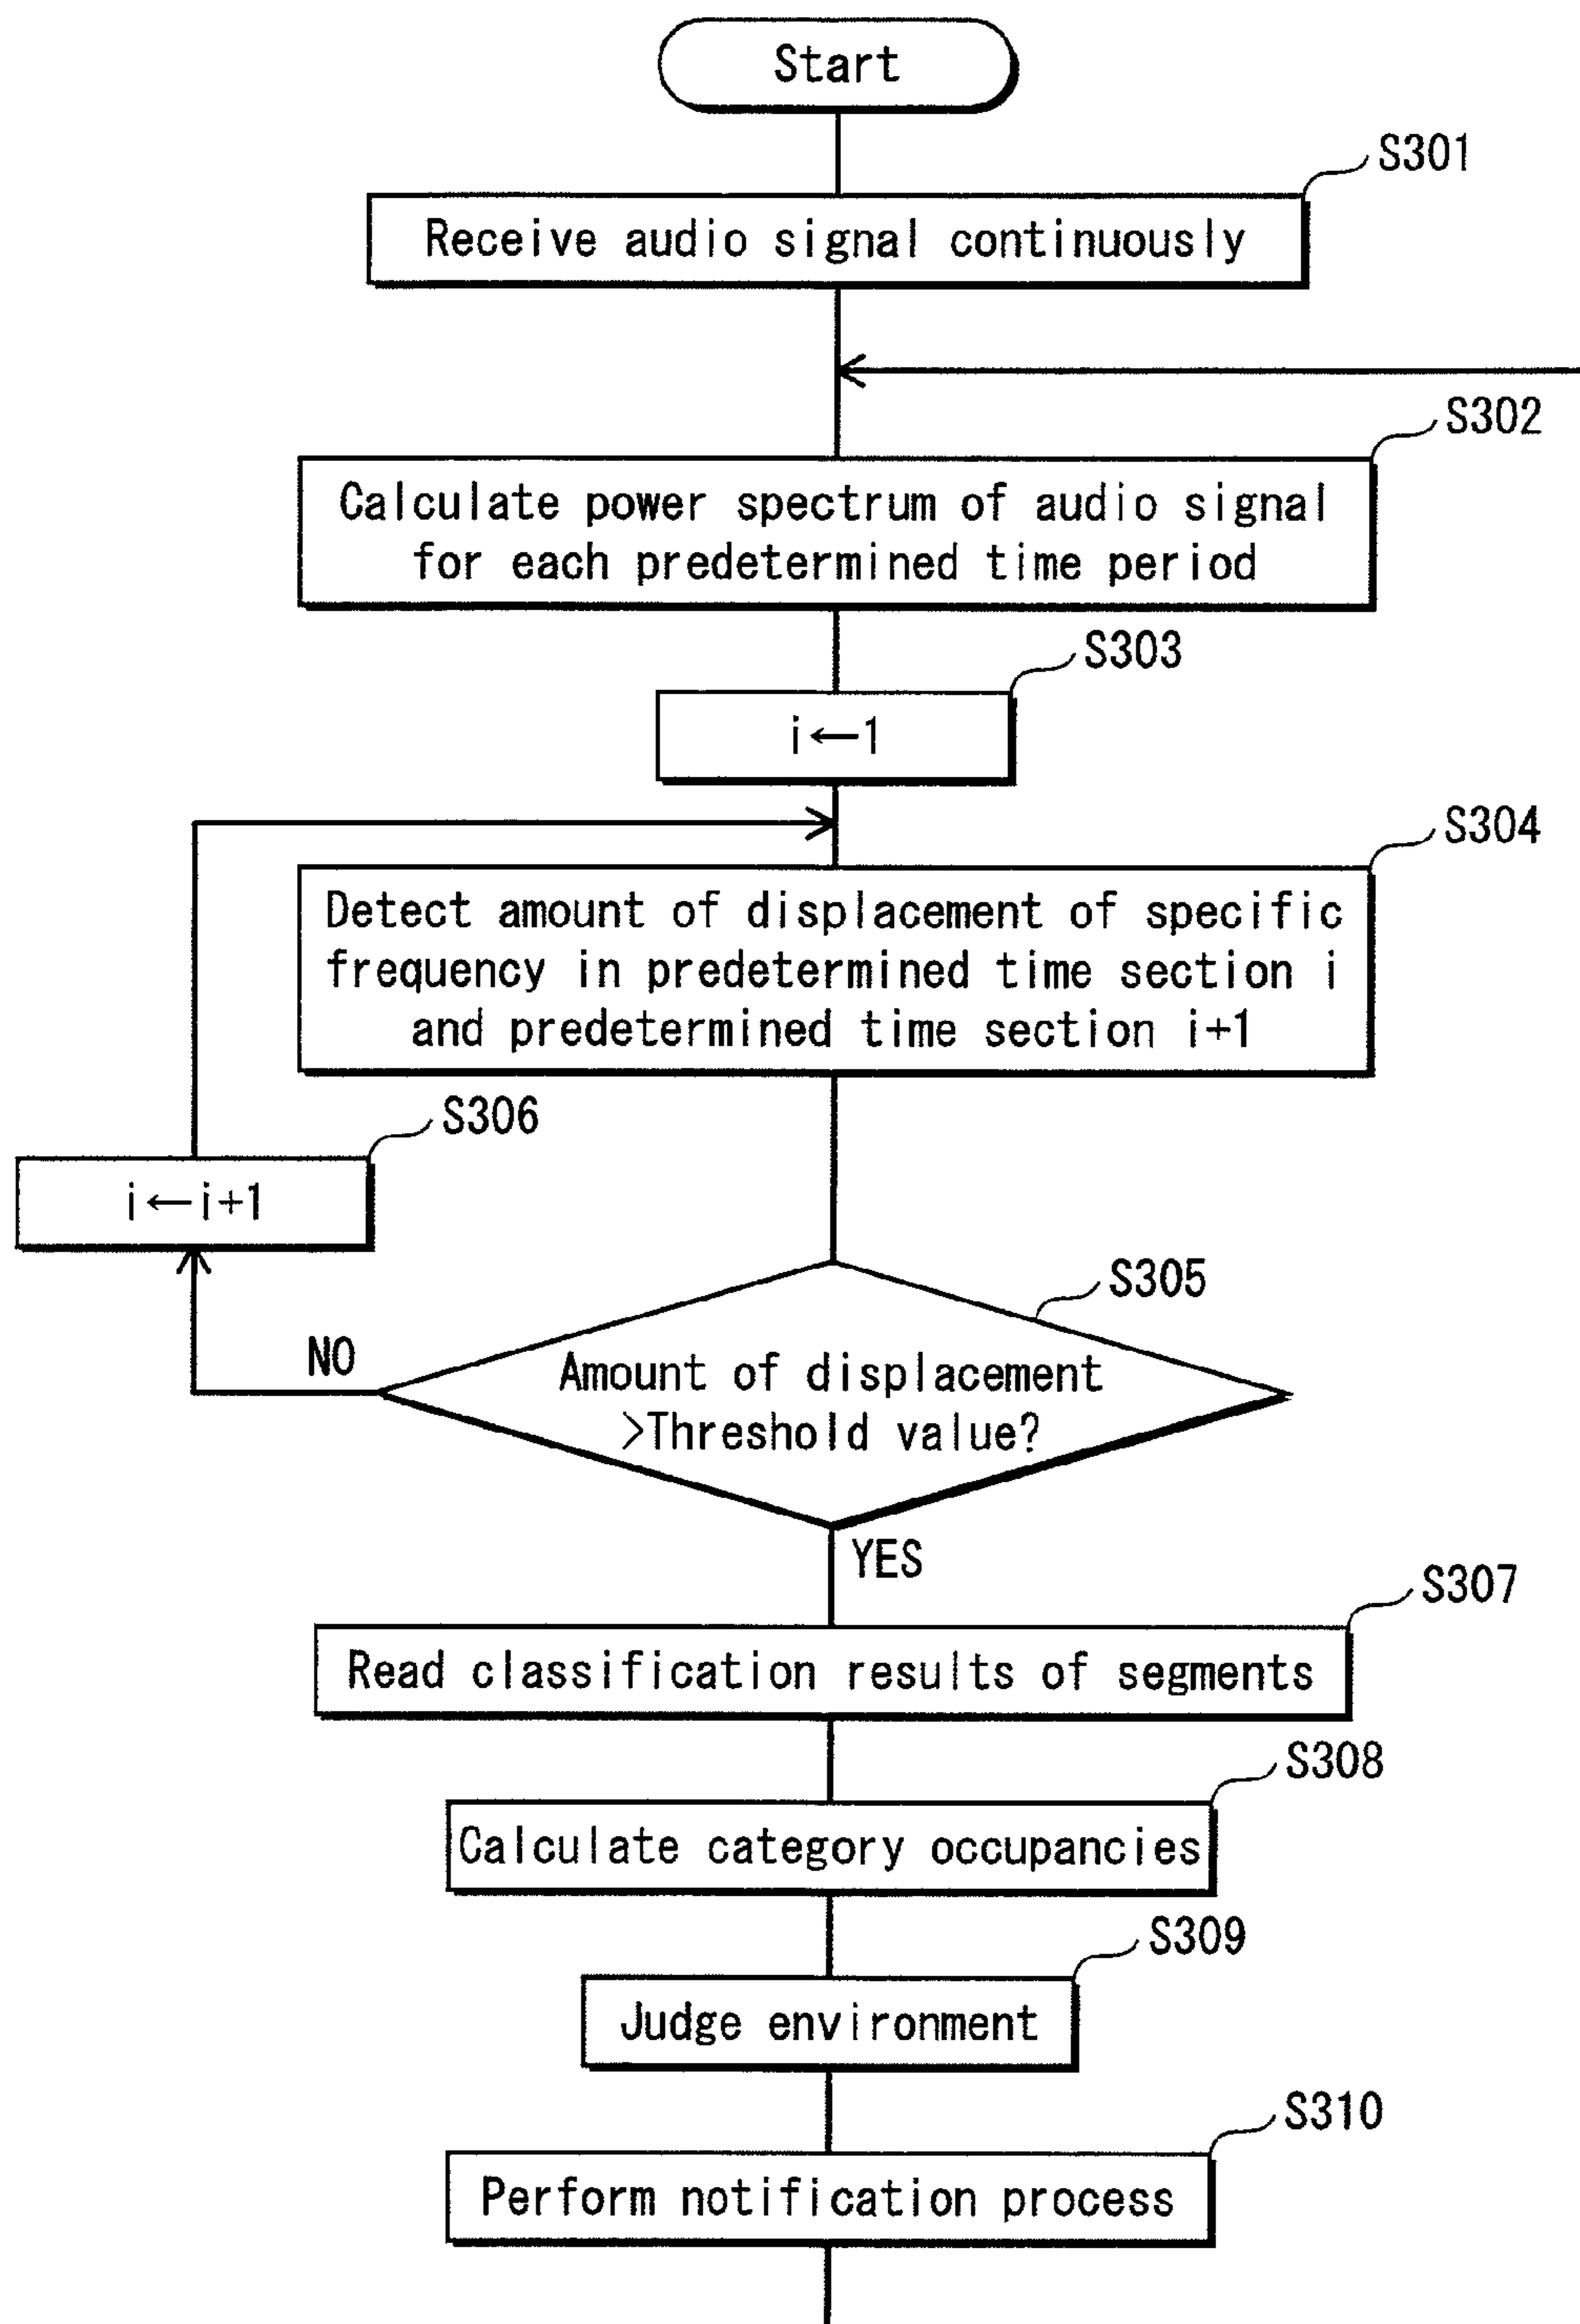 Start
S301
Receive audio signal continuously
S302
Calculate power spectrum of audio signal
for each predetermined time period
S303
i←1
S304
Detect amount of displacement of specific
frequency in predetermined time section i
and predetermined time section i+1
S306
i←i+1
S305
NO
Amount of displacement
>Threshold value?
YES
S307
Read classification results of segments
S308
Calculate category occupancies
S309
Judge environment
S310
Perform notification process